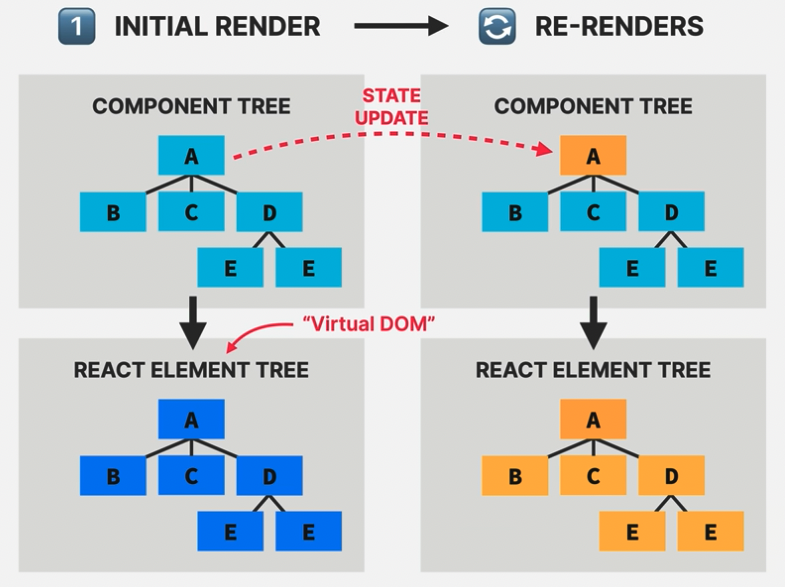 1 INITIAL RENDER
RE-RENDERS
COMPONENT TREE
A
B C D
E E
STATE
UPDATE
COMPONENT TREE
A
B C D
E E
"Virtual DOM"
REACT ELEMENT TREE
A
B C D
E E
REACT ELEMENT TREE
A
B C D
E E